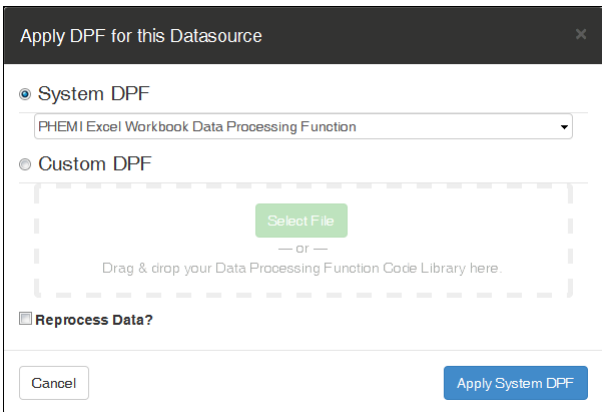 Apply DPF for this Datasource ×
System DPF
PHEMI Excel Workbook Data Processing Function
Custom DPF
Select File
— or —
Drag & drop your Data Processing Function Code Library here.
Reprocess Data?
Cancel Apply System DPF